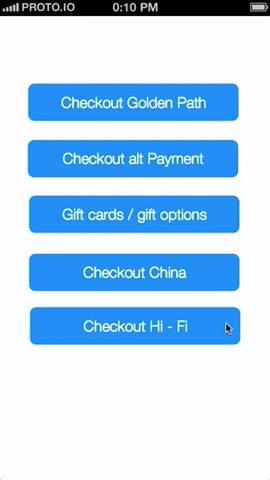 PROTO.IO 0:10 PM
Checkout Golden Path
Checkout alt Payment
Gift cards / gift options
Checkout China
Checkout Hi - Fi